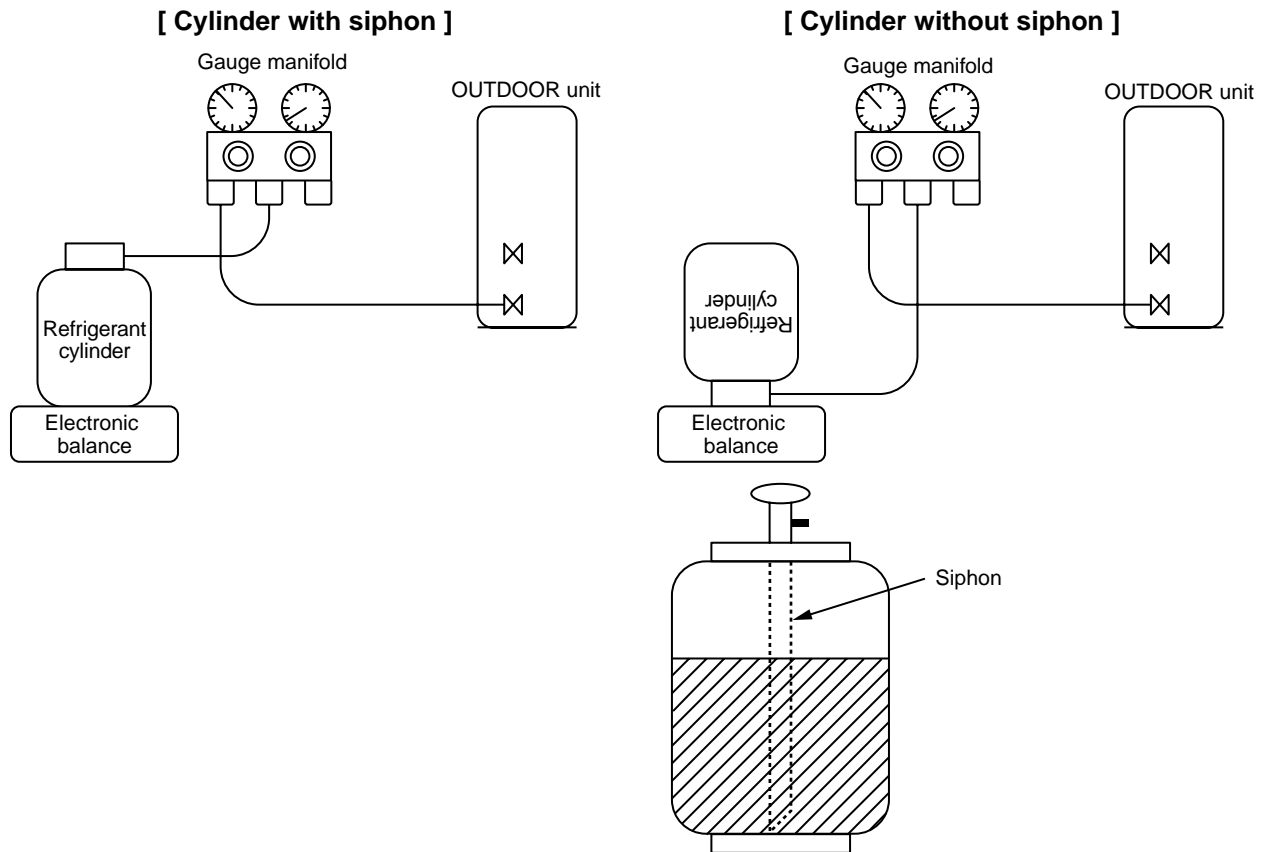 [ Cylinder with siphon ]
Gauge manifold
OUTDOOR unit
Refrigerant
cylinder
Electronic
balance
[ Cylinder without siphon ]
Gauge manifold
OUTDOOR unit
Refrigerant
cylinder
Electronic
balance
Siphon